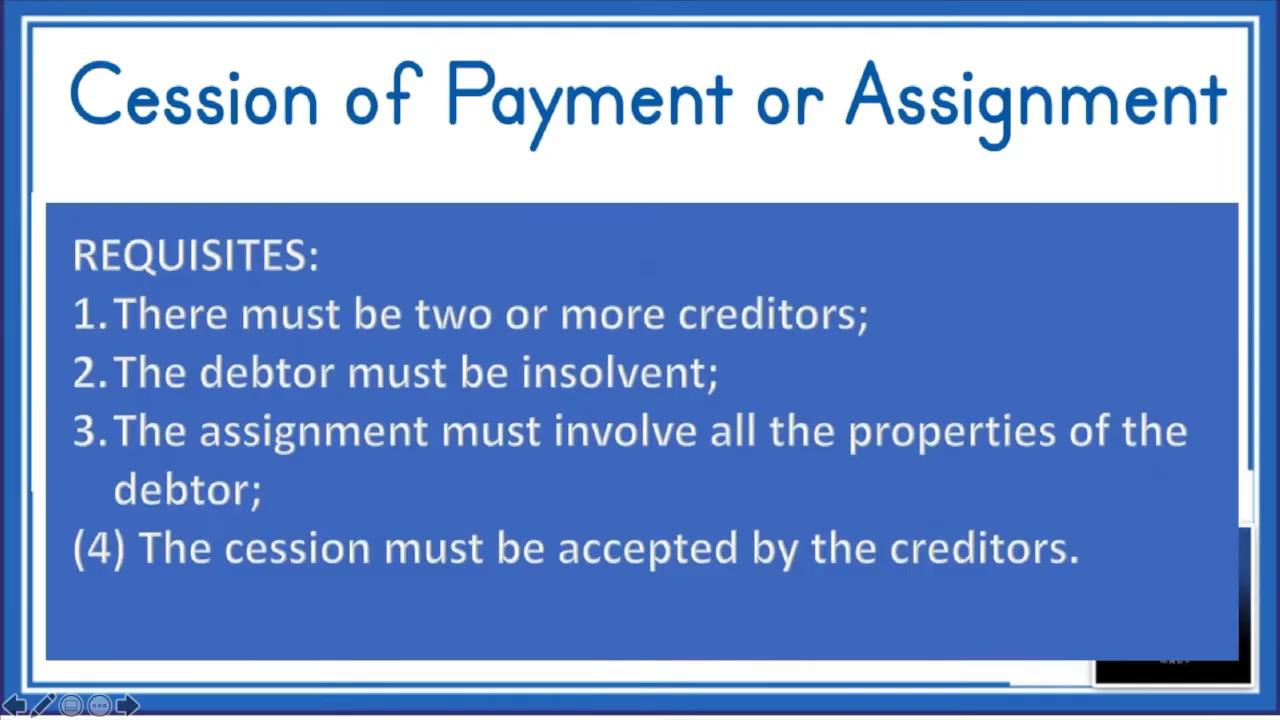 Cession of Payment or Assignment
REQUISITES:
1. There must be two or more creditors;
2. The debtor must be insolvent;
3. The assignment must involve all the properties of the
debtor;
(4) The cession must be accepted by the creditors.